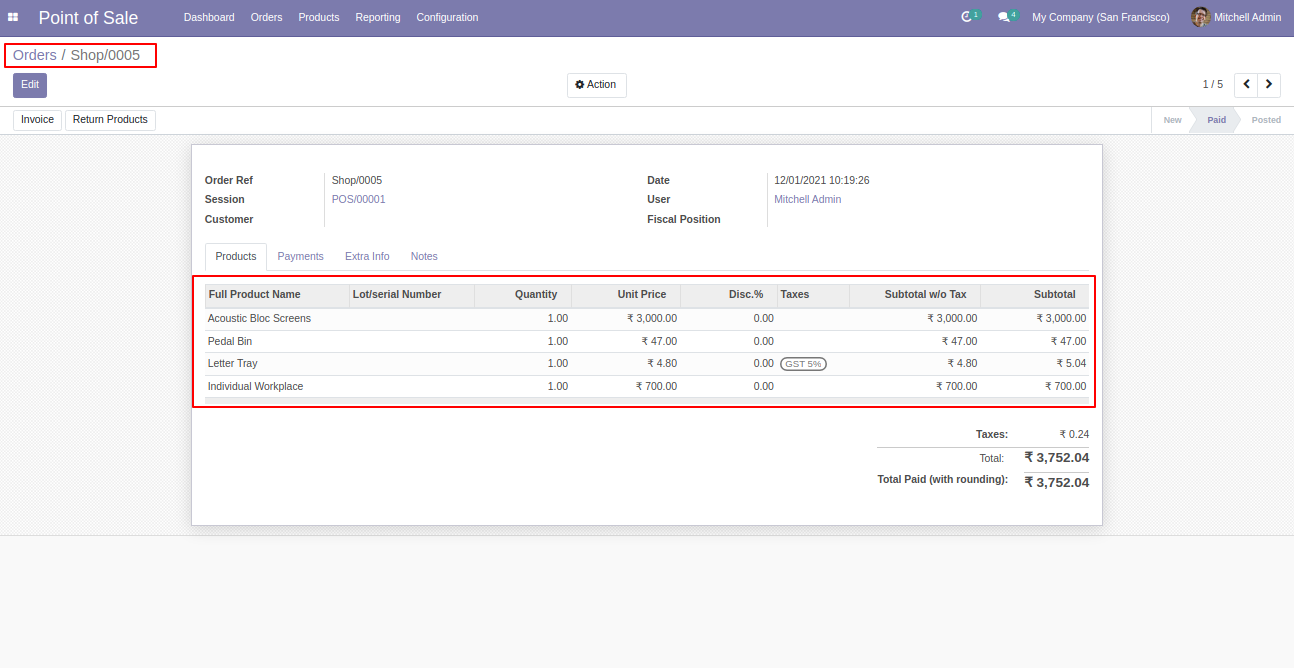 Point of Sale Dashboard Orders Products Reporting Configuration 1 4 My Company (San Francisco) Mitchell Admin
Orders / Shop/0005
Edit Action 1 / 5
Invoice Return Products New Paid Posted
Order Ref Shop/0005 Date 12/01/2021 10:19:26
Session POS/00001 User Mitchell Admin
Customer Fiscal Position
Products Payments Extra Info Notes
Full Product Name Lot/serial Number Quantity Unit Price Disc.% Taxes Subtotal w/o Tax Subtotal
Acoustic Bloc Screens 1.00 ₹ 3,000.00 0.00 ₹ 3,000.00 ₹ 3,000.00
Pedal Bin 1.00 ₹ 47.00 0.00 ₹ 47.00 ₹ 47.00
Letter Tray 1.00 ₹ 4.80 0.00 GST 5% ₹ 4.80 ₹ 5.04
Individual Workplace 1.00 ₹ 700.00 0.00 ₹ 700.00 ₹ 700.00
Taxes: ₹ 0.24
Total: ₹ 3,752.04
Total Paid (with rounding): ₹ 3,752.04